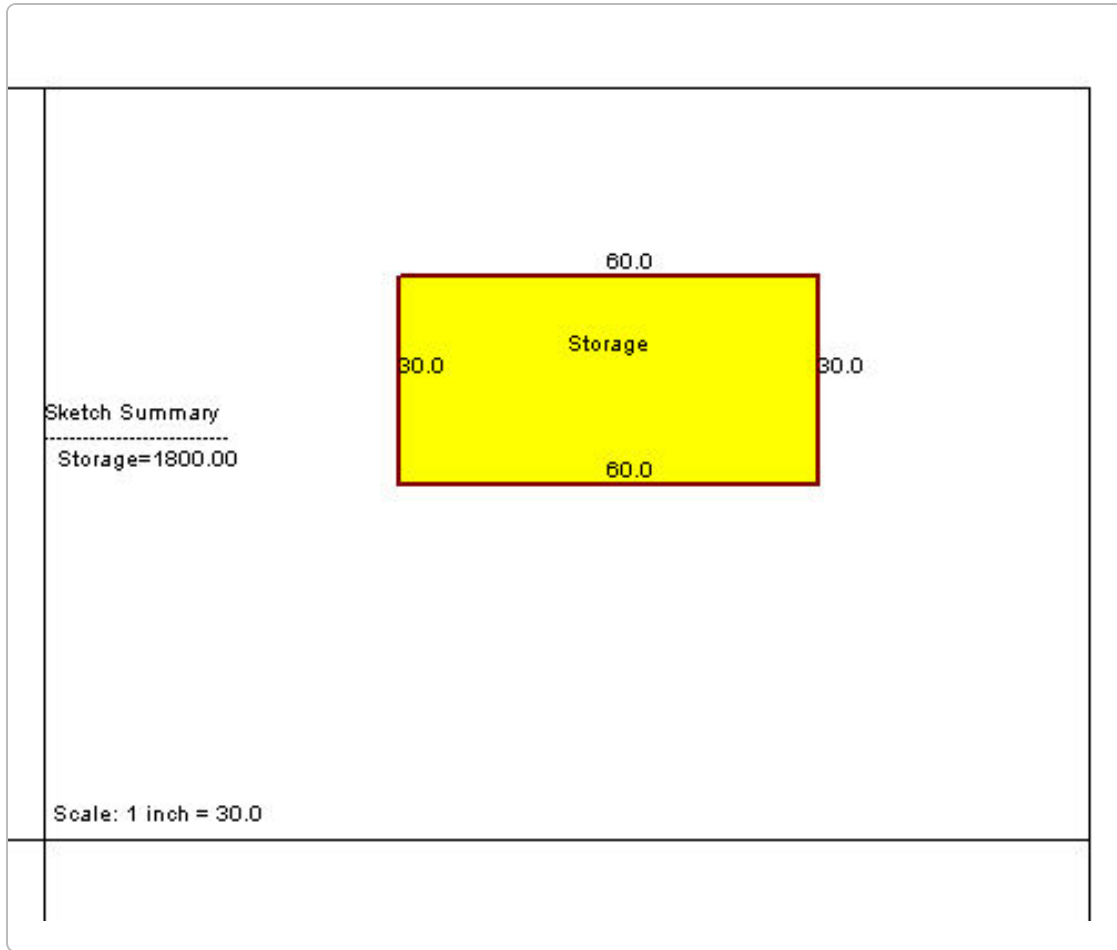 60.0
Storage
30.0
30.0
Sketch Summary
----------------------------
Storage=1800.00
60.0
Scale: 1 inch = 30.0